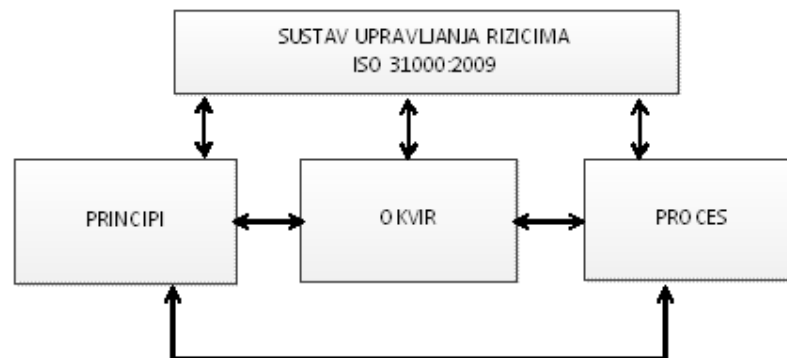 SUSTAV UPRAVLJANJA RIZICIMA
ISO 31000:2009
PRINCIPI
OKVIR
PROCES